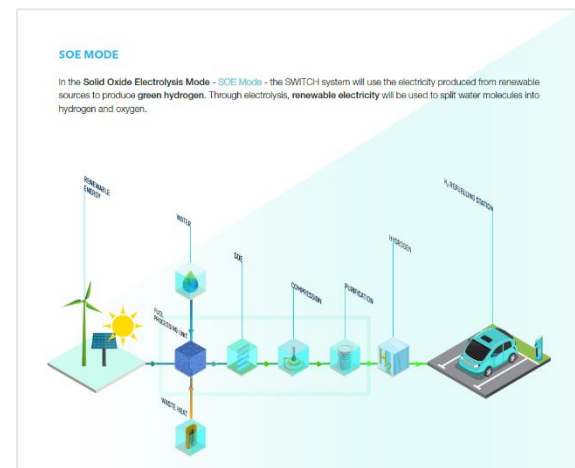 SOE MODE
In the Solid Oxide Electrolysis Mode - SOE Mode - the SWITCH system will use the electricity produced from renewable
sources to produce green hydrogen. Through electrolysis, renewable electricity will be used to split water molecules into
hydrogen and oxygen.
RENEWABLE
ENERGY
WATER
FUEL
PROCESSING UNIT
WASTE HEAT
SOE
COMPRESSION
PURIFICATION
HYDROGEN
H2
H2 REFUELLING STATION